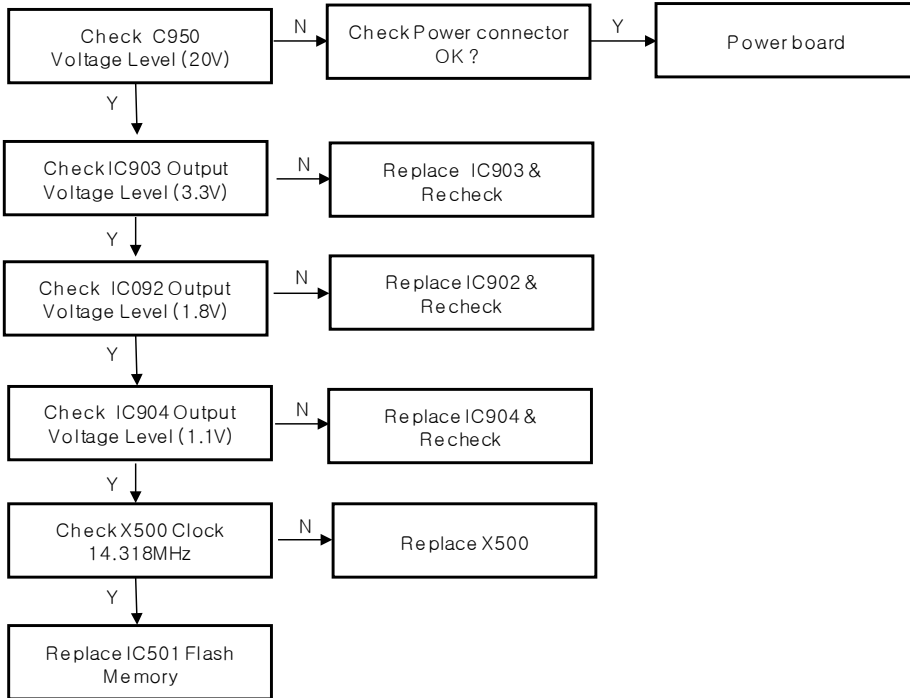 Check C950
Voltage Level (20V)
N
Check Power connector
OK ?
Y
Power board
Y
Check IC903 Output
Voltage Level (3.3V)
N
Replace IC903 &
Recheck
Y
Check IC092 Output
Voltage Level (1.8V)
N
Replace IC902 &
Recheck
Y
Check IC904 Output
Voltage Level (1.1V)
N
Replace IC904 &
Recheck
Y
Check X500 Clock
14.318MHz
N
Replace X500
Y
Replace IC501 Flash
Memory